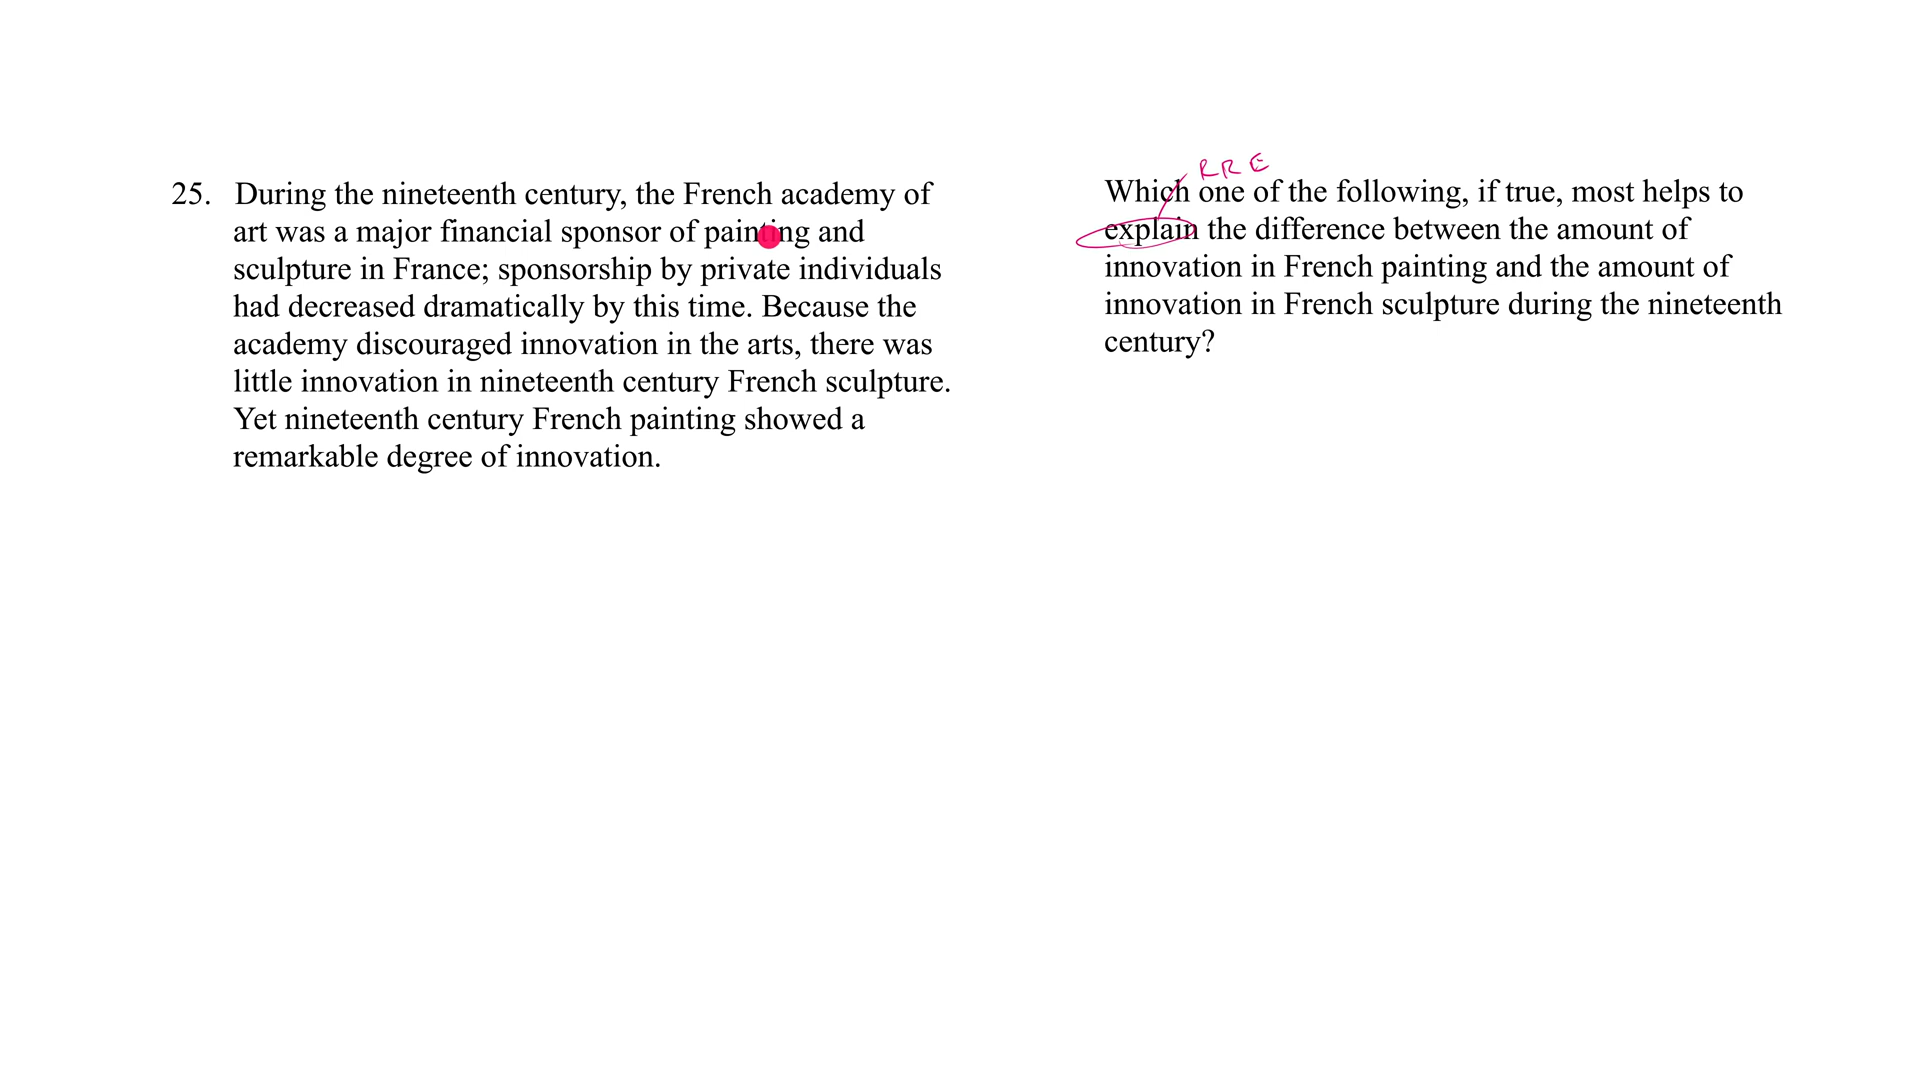 25. During the nineteenth century, the French academy of
art was a major financial sponsor of painting and
sculpture in France; sponsorship by private individuals
had decreased dramatically by this time. Because the
academy discouraged innovation in the arts, there was
little innovation in nineteenth century French sculpture.
Yet nineteenth century French painting showed a
remarkable degree of innovation.
RRE
Which one of the following, if true, most helps to
explain the difference between the amount of
innovation in French painting and the amount of
innovation in French sculpture during the nineteenth
century?